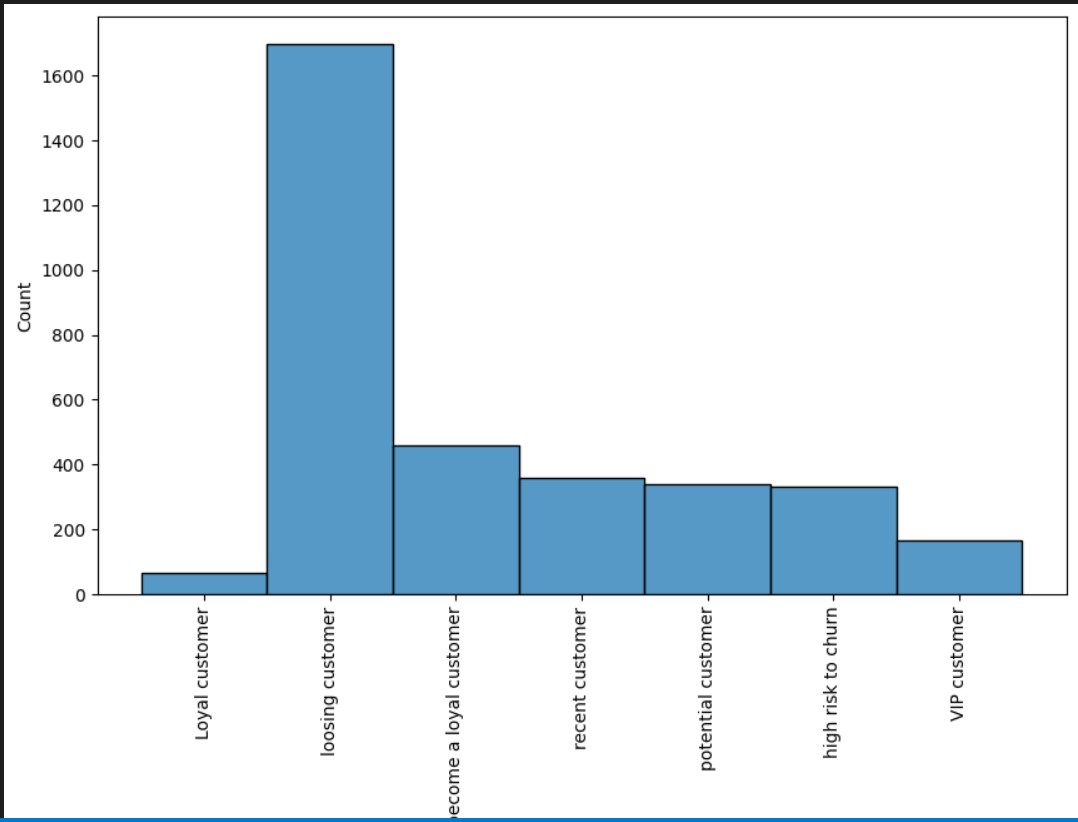 Count
1600
1400
1200
1000
800
600
400
200
0
Loyal customer
loosing customer
become a loyal customer
recent customer
potential customer
high risk to churn
VIP customer